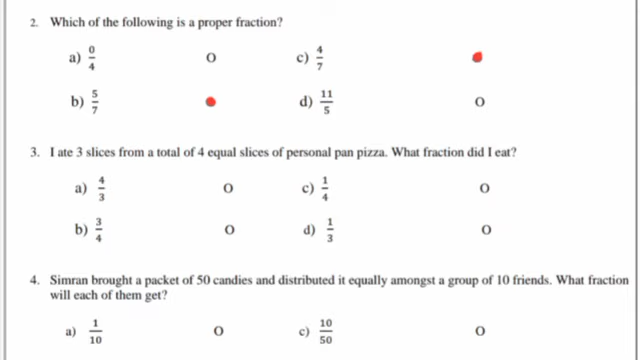 2. Which of the following is a proper fraction?
a) 0/4 O c) 4/7
b) 5/7 d) 11/5 O
3. I ate 3 slices from a total of 4 equal slices of personal pan pizza. What fraction did I eat?
a) 4/3 O c) 1/4 O
b) 3/4 O d) 1/3 O
4. Simran brought a packet of 50 candies and distributed it equally amongst a group of 10 friends. What fraction
will each of them get?
a) 1/10 O c) 10/50 O